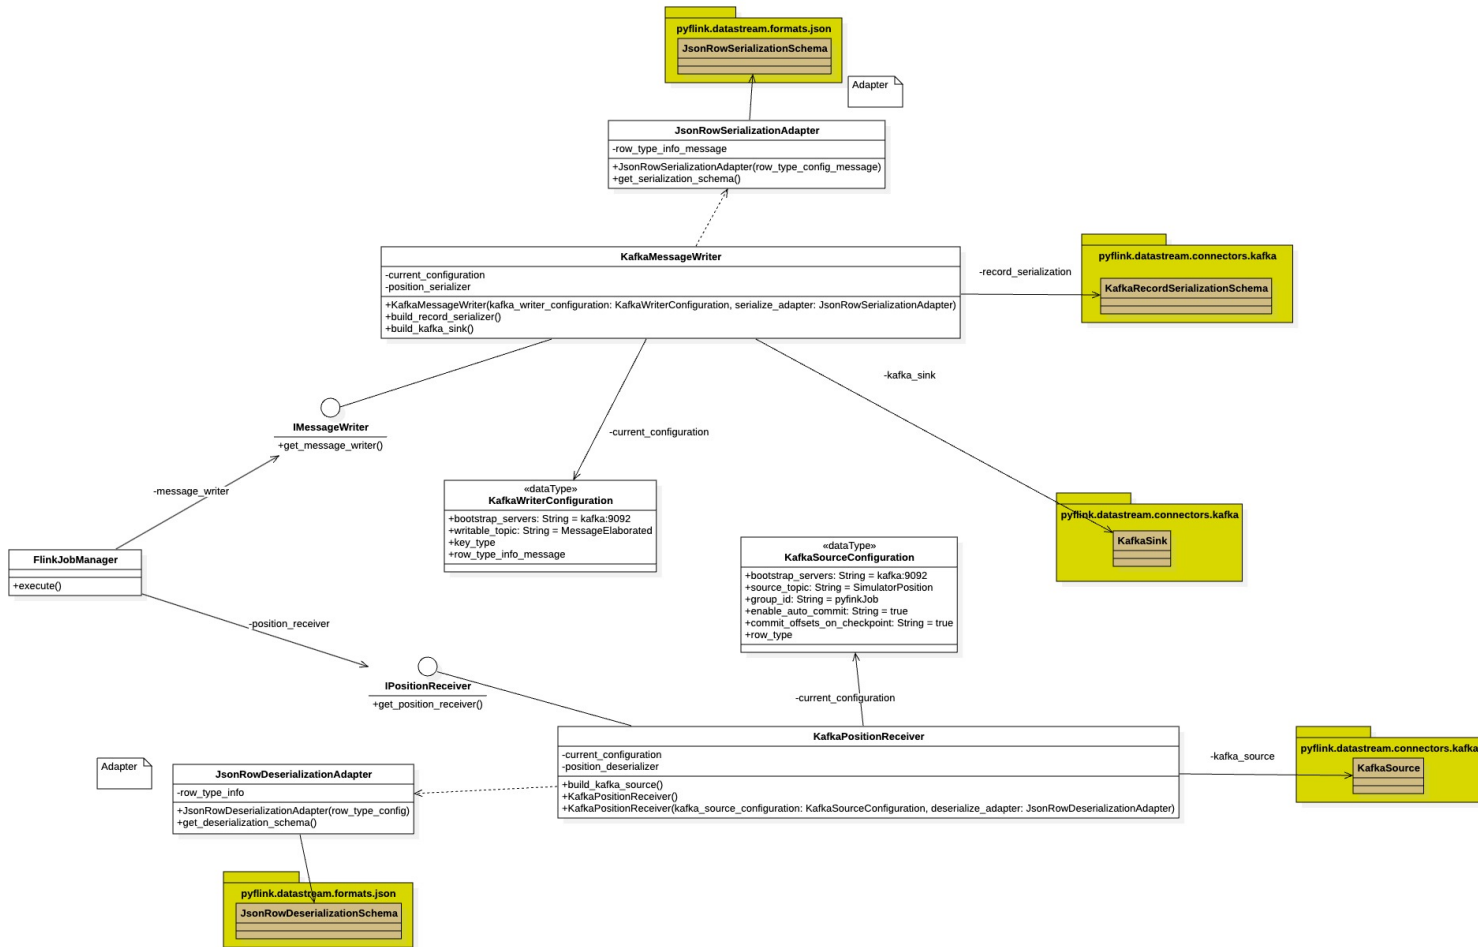 pyflink.datastream.formats.json
JsonRowSerializationSchema
Adapter
JsonRowSerializationAdapter
-row_type_info_message
+JsonRowSerializationAdapter(row_type_config_message)
+get_serialization_schema()
KafkaMessageWriter
-current_configuration
-position_serializer
+KafkaMessageWriter(kafka_writer_configuration: KafkaWriterConfiguration, serialize_adapter: JsonRowSerializationAdapter)
+build_record_serializer()
+build_kafka_sink()
-record_serialization
pyflink.datastream.connectors.kafka
KafkaRecordSerializationSchema
-kafka_sink
IMessageWriter
+get_message_writer()
-current_configuration
-message_writer
«dataType»
KafkaWriterConfiguration
+bootstrap_servers: String = kafka:9092
+writable_topic: String = MessageElaborated
+key_type
+row_type_info_message
pyflink.datastream.connectors.kafka
KafkaSink
FlinkJobManager
+execute()
«dataType»
KafkaSourceConfiguration
+bootstrap_servers: String = kafka:9092
+source_topic: String = SimulatorPosition
+group_id: String = pyfinkJob
+enable_auto_commit: String = true
+commit_offsets_on_checkpoint: String = true
+row_type
-position_receiver
IPositionReceiver
+get_position_receiver()
-current_configuration
KafkaPositionReceiver
-current_configuration
-position_deserializer
+build_kafka_source()
+KafkaPositionReceiver()
+KafkaPositionReceiver(kafka_source_configuration: KafkaSourceConfiguration, deserialize_adapter: JsonRowDeserializationAdapter)
-kafka_source
pyflink.datastream.connectors.kafka
KafkaSource
Adapter
JsonRowDeserializationAdapter
-row_type_info
+JsonRowDeserializationAdapter(row_type_config)
+get_deserialization_schema()
pyflink.datastream.formats.json
JsonRowDeserializationSchema